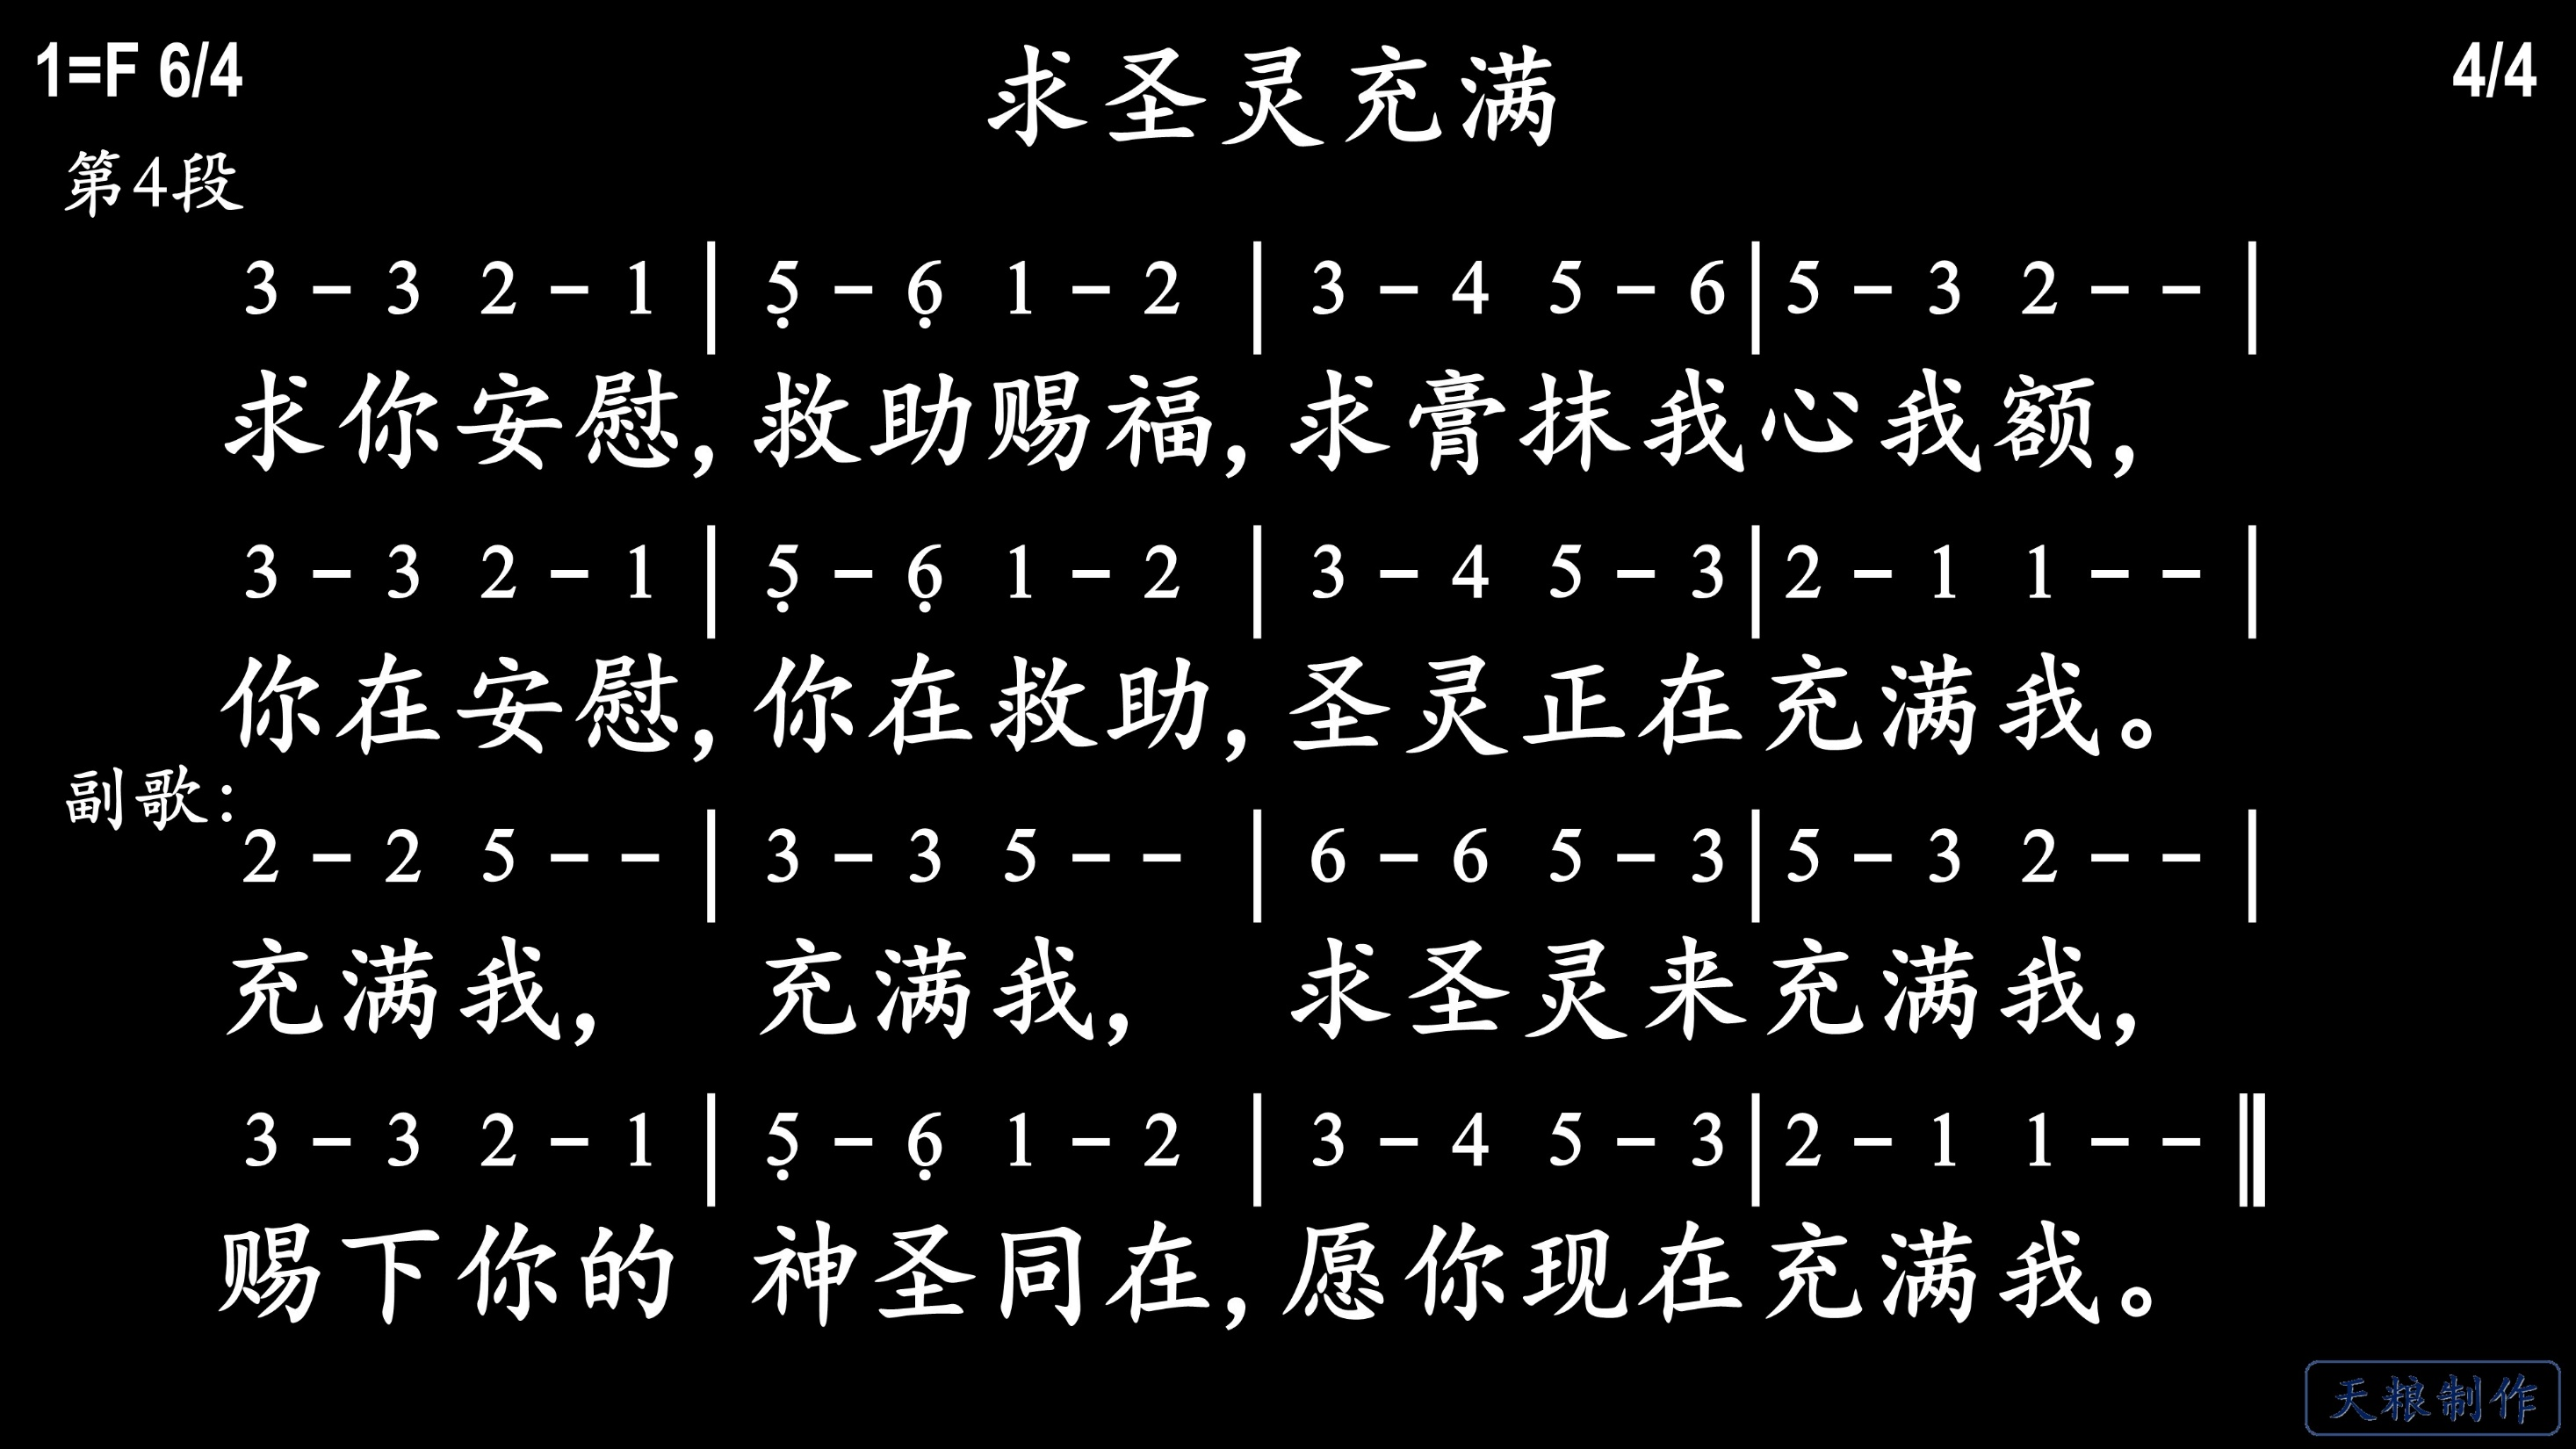 1=F 6/4 求圣灵充满 4/4
第4段
3 – 3 2 – 1 | 5̣ – 6̣ 1 – 2 | 3 – 4 5 – 6 | 5 – 3 2 – – |
求你安慰,救助赐福,求膏抹我心我额,
3 – 3 2 – 1 | 5̣ – 6̣ 1 – 2 | 3 – 4 5 – 3 | 2 – 1 1 – – |
你在安慰,你在救助,圣灵正在充满我。
副歌:
2 – 2 5 – – | 3 – 3 5 – – | 6 – 6 5 – 3 | 5 – 3 2 – – |
充满我, 充满我, 求圣灵来充满我,
3 – 3 2 – 1 | 5̣ – 6̣ 1 – 2 | 3 – 4 5 – 3 | 2 – 1 1 – – ‖
赐下你的 神圣同在,愿你现在充满我。
天粮制作